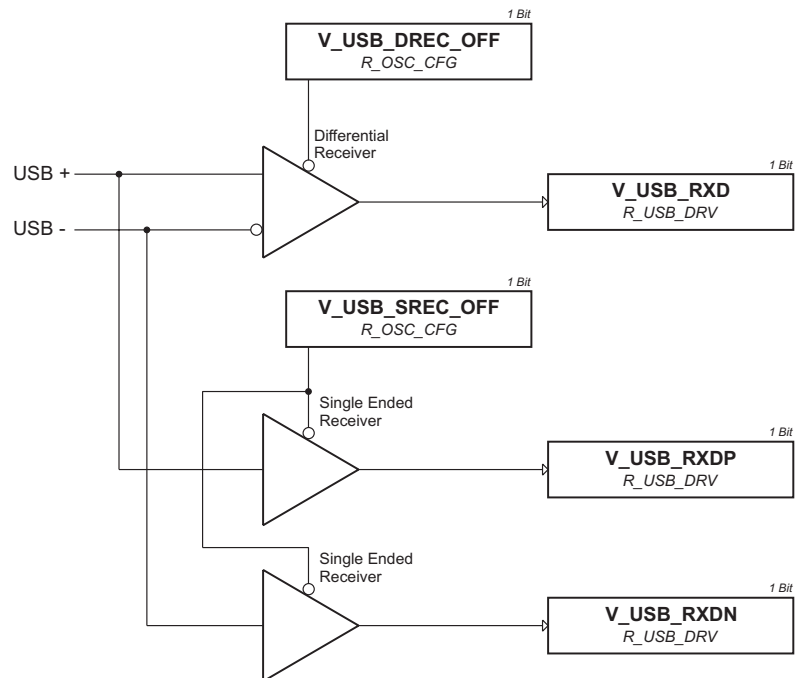 1 Bit
V_USB_DREC_OFF
R_OSC_CFG
Differential
Receiver
USB +
1 Bit
V_USB_RXD
R_USB_DRV
USB -
1 Bit
V_USB_SREC_OFF
R_OSC_CFG
Single Ended
Receiver
1 Bit
V_USB_RXDP
R_USB_DRV
Single Ended
Receiver
1 Bit
V_USB_RXDN
R_USB_DRV